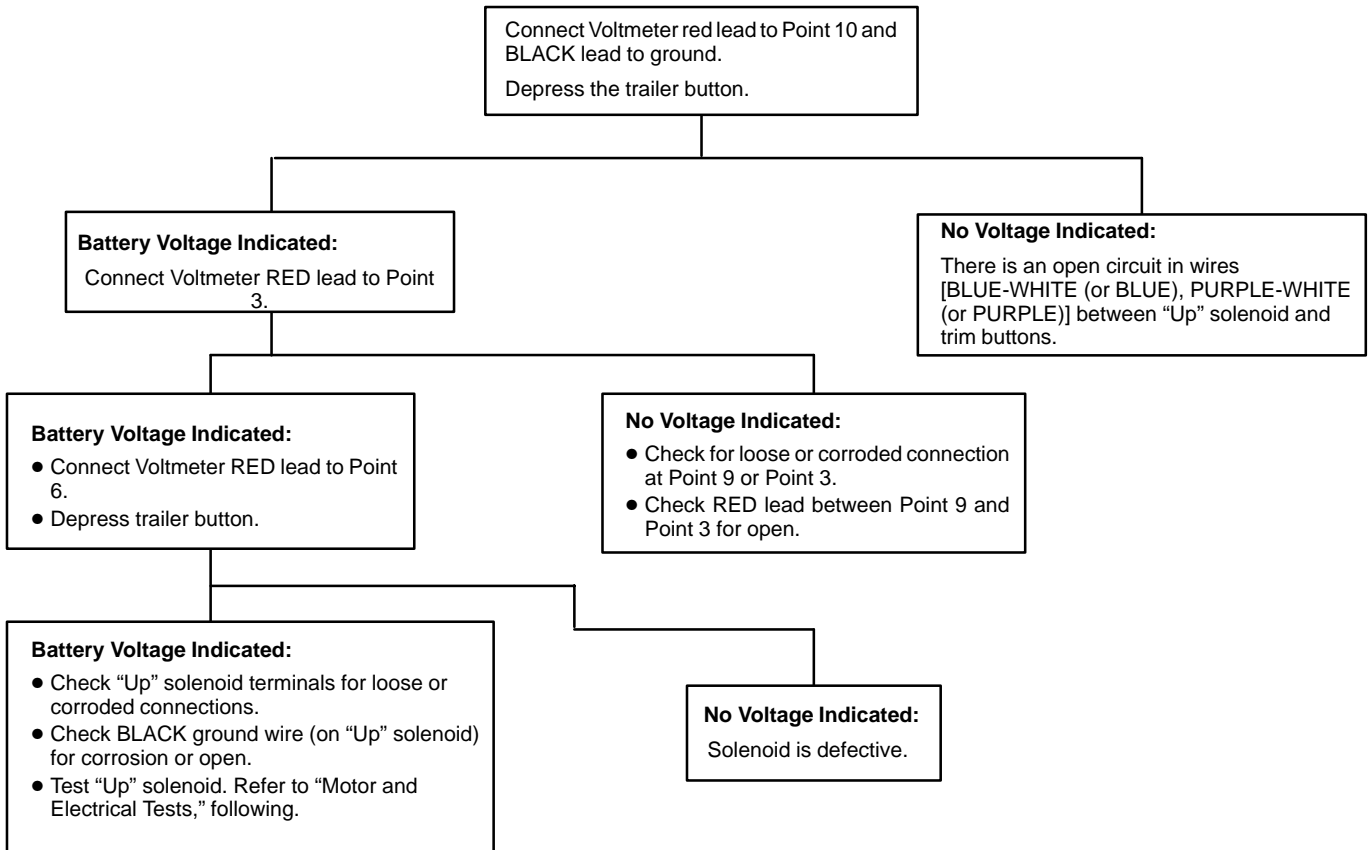 Connect Voltmeter red lead to Point 10 and
BLACK lead to ground.
Depress the trailer button.
Battery Voltage Indicated:
Connect Voltmeter RED lead to Point
3.
No Voltage Indicated:
There is an open circuit in wires
[BLUE-WHITE (or BLUE), PURPLE-WHITE
(or PURPLE)] between “Up” solenoid and
trim buttons.
Battery Voltage Indicated:
● Connect Voltmeter RED lead to Point
6.
● Depress trailer button.
No Voltage Indicated:
● Check for loose or corroded connection
at Point 9 or Point 3.
● Check RED lead between Point 9 and
Point 3 for open.
Battery Voltage Indicated:
● Check “Up” solenoid terminals for loose or
corroded connections.
● Check BLACK ground wire (on “Up” solenoid)
for corrosion or open.
● Test “Up” solenoid. Refer to “Motor and
Electrical Tests,” following.
No Voltage Indicated:
Solenoid is defective.